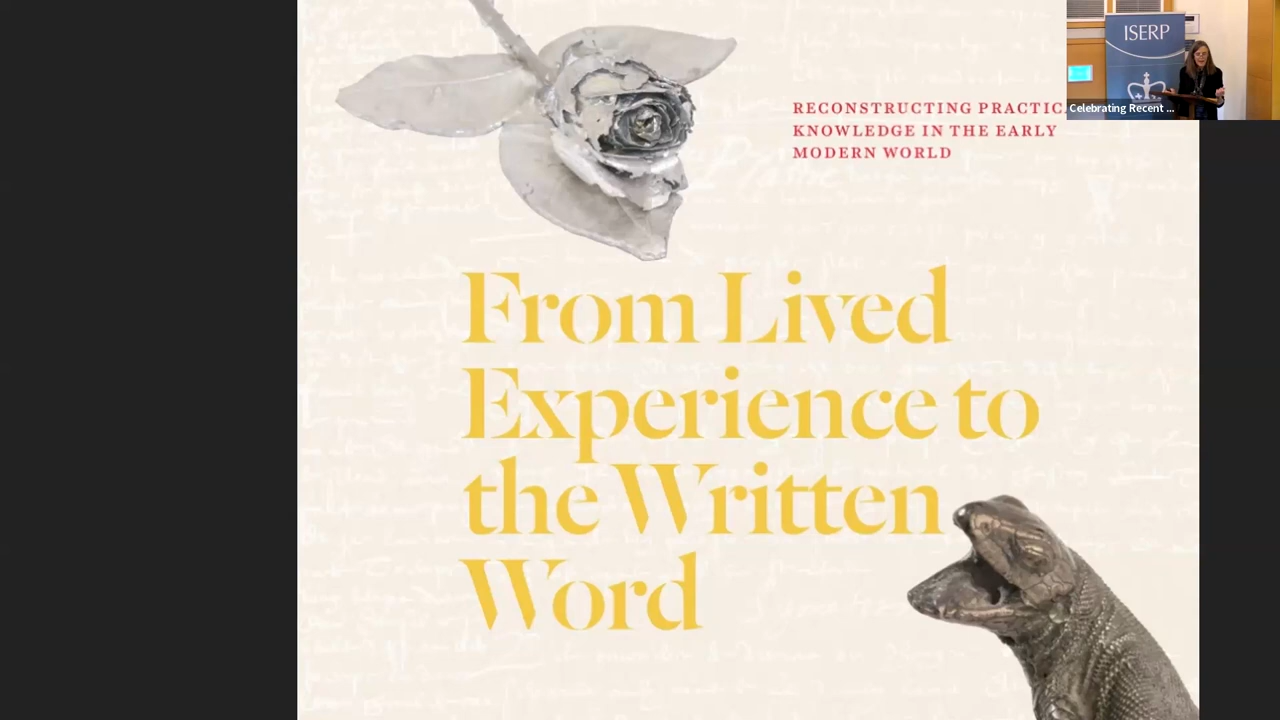 RECONSTRUCTING PRACTIC
KNOWLEDGE IN THE EARLY
MODERN WORLD
From Lived
Experience to
the Written
Word
ISERP
Celebrating Recent ...